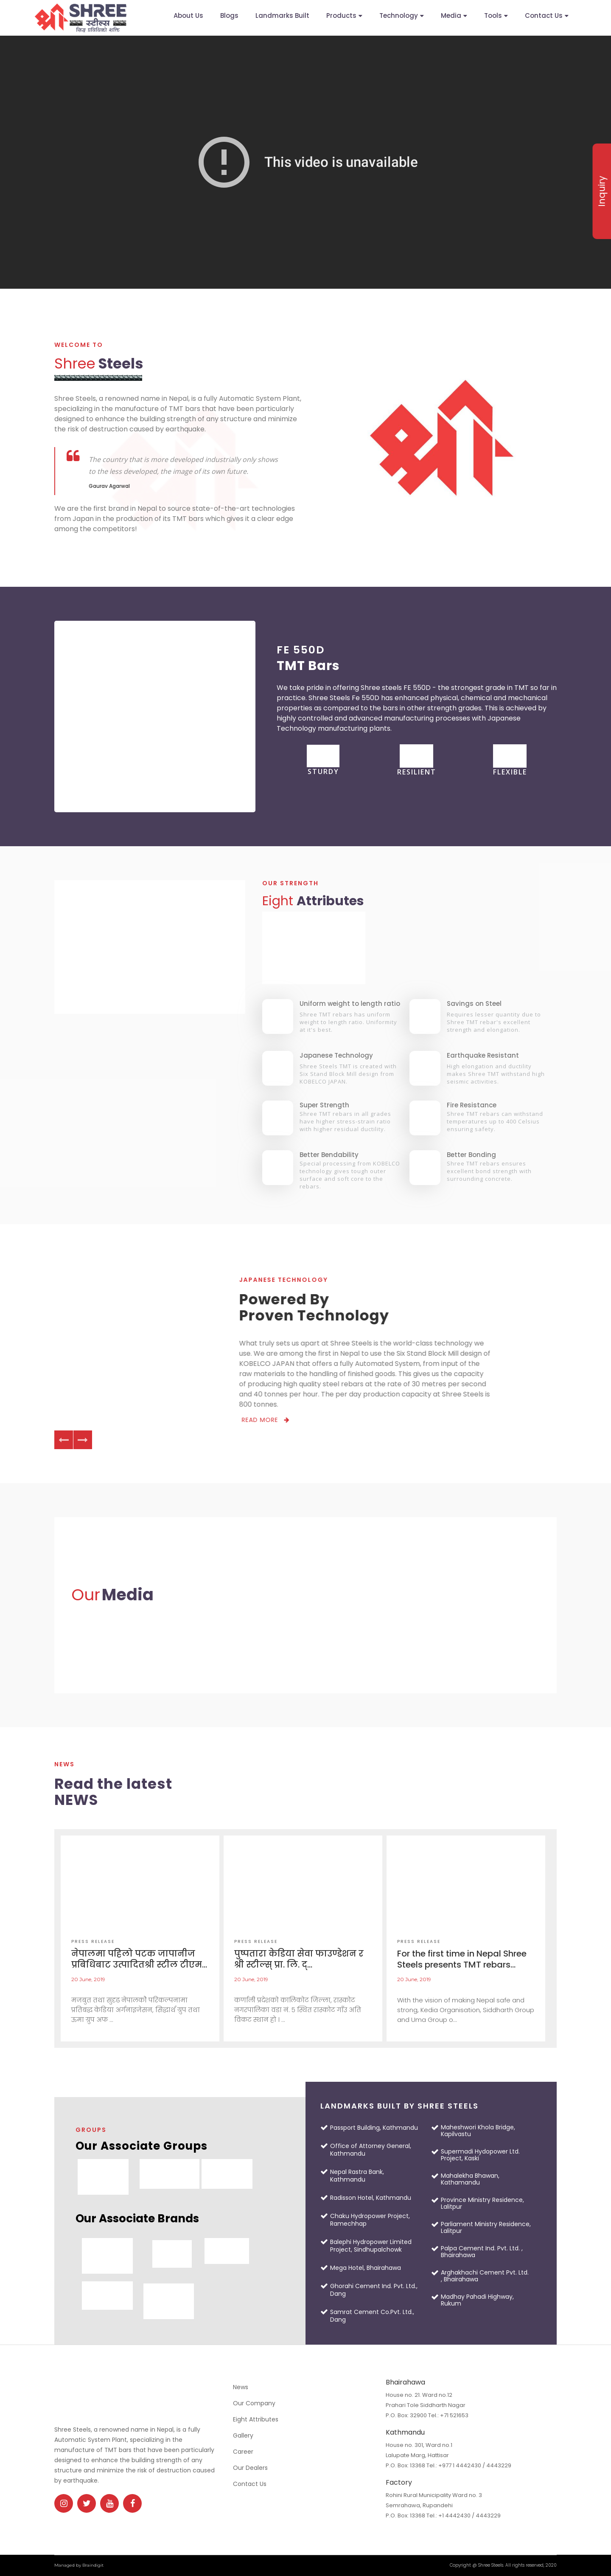 श्री SHREE
स्टील्स
About Us
Blogs
Landmarks Built
Products
Technology
Media
Tools
Contact Us
This video is unavailable
Inquiry
WELCOME TO
Shree Steels
Shree Steels, a renowned name in Nepal, is a fully Automatic System Plant,
specializing in the manufacture of TMT bars that have been particularly
designed to enhance the building strength of any structure and minimize
the risk of destruction caused by earthquake.
The country that is more developed industrially only shows
to the less developed, the image of its own future.
Gaurav Agarwal
We are the first brand in Nepal to source state-of-the-art technologies
from Japan in the production of its TMT bars which gives it a clear edge
among the competitors!
श्री
FE 550D
TMT Bars
We take pride in offering Shree steels FE 550D - the strongest grade in TMT so far in
practice. Shree Steels Fe 550D has enhanced physical, chemical and mechanical
properties as compared to the bars in other strength grades. This is achieved by
highly controlled and advanced manufacturing processes with Japanese
Technology manufacturing plants.
STURDY
RESILIENT
FLEXIBLE
OUR STRENGTH
Eight Attributes
Uniform weight to length ratio
Shree TMT rebars has uniform
weight to length ratio. Uniformity
at it's best.
Savings on Steel
Requires lesser quantity due to
Shree TMT rebar's excellent
strength and elongation.
Japanese Technology
Shree Steels TMT is created with
Six Stand Block Mill design from
KOBELCO JAPAN.
Earthquake Resistant
High elongation and ductility
makes Shree TMT withstand high
seismic activities.
Super Strength
Shree TMT rebars in all grades
have higher stress-strain ratio
with higher residual ductility.
Fire Resistance
Shree TMT rebars can withstand
temperatures up to 400 Celsius
ensuring safety.
Better Bendability
Special processing from KOBELCO
technology gives tough outer
surface and soft core to the
rebars.
Better Bonding
Shree TMT rebars ensures
excellent bond strength with
surrounding concrete.
JAPANESE TECHNOLOGY
Powered By
Proven Technology
What truly sets us apart at Shree Steels is the world-class technology we
use. We are among the first in Nepal to use the Six Stand Block Mill design of
KOBELCO JAPAN that offers a fully Automated System, from input of the
raw materials to the handling of finished goods. This gives us the capacity
of producing high quality steel rebars at the rate of 30 metres per second
and 40 tonnes per hour. The per day production capacity at Shree Steels is
800 tonnes.
READ MORE
Our Media
NEWS
Read the latest
NEWS
PRESS RELEASE
नेपालमा पहिलो पटक जापानीज
प्रबिधिबाट उत्पादितश्री स्टील टीएम...
20 June, 2019
मजबुत तथा सुदृढ नेपालको परिकल्पनामा
प्रतिबद्ध केडिया अर्गनाइजेसन, सिद्धार्थ ग्रुप तथा
ऊमा ग्रुप अफ ...
PRESS RELEASE
पुष्पतारा केडिया सेवा फाउण्डेशन र
श्री स्टील्स् प्रा. लि. द्...
20 June, 2019
कर्णाली प्रदेशको कालिकोट जिल्ला, रास्कोट
नगरपालिका वडा नं. ५ स्थित रास्कोट गाँउ अति
विकट स्थान हो । ...
PRESS RELEASE
For the first time in Nepal Shree
Steels presents TMT rebars...
20 June, 2019
With the vision of making Nepal safe and
strong, Kedia Organisation, Siddharth Group
and Uma Group o...
GROUPS
Our Associate Groups
Our Associate Brands
LANDMARKS BUILT BY SHREE STEELS
Passport Building, Kathmandu
Office of Attorney General,
Kathmandu
Nepal Rastra Bank,
Kathmandu
Radisson Hotel, Kathmandu
Chaku Hydropower Project,
Ramechhap
Balephi Hydropower Limited
Project, Sindhupalchowk
Mega Hotel, Bhairahawa
Ghorahi Cement Ind. Pvt. Ltd.,
Dang
Samrat Cement Co.Pvt. Ltd.,
Dang
Maheshwori Khola Bridge,
Kapilvastu
Supermadi Hydopower Ltd.
Project, Kaski
Mahalekha Bhawan,
Kathamandu
Province Ministry Residence,
Lalitpur
Parliament Ministry Residence,
Lalitpur
Palpa Cement Ind. Pvt. Ltd. ,
Bhairahawa
Arghakhachi Cement Pvt. Ltd.
, Bhairahawa
Madhay Pahadi Highway,
Rukum
Shree Steels, a renowned name in Nepal, is a fully
Automatic System Plant, specializing in the
manufacture of TMT bars that have been particularly
designed to enhance the building strength of any
structure and minimize the risk of destruction caused
by earthquake.
News
Our Company
Eight Attributes
Gallery
Career
Our Dealers
Contact Us
Bhairahawa
House no. 21 Ward no.12
Prahari Tole Siddharth Nagar
P.O. Box: 32900 Tel.: +71 521653
Kathmandu
House no. 301, Ward no.1
Lalupate Marg, Hattisar
P.O. Box: 13368 Tel.: +977 1 4442430 / 4443229
Factory
Rohini Rural Municipality Ward no. 3
Semrahawa, Rupandehi
P.O. Box: 13368 Tel.: +1 4442430 / 4443229
Managed by Braindigit
Copyright @ Shree Steels. All rights reserved, 2020